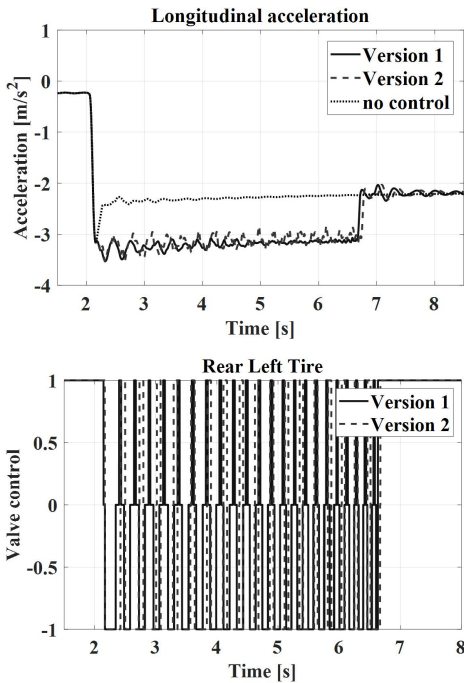 Longitudinal acceleration
1
0
-1
-2
-3
-4
Acceleration [m/s²]
Version 1
Version 2
no control
2 3 4 5 6 7 8
Time [s]
Rear Left Tire
1
0.5
0
-0.5
-1
Valve control
Version 1
Version 2
2 3 4 5 6 7 8
Time [s]